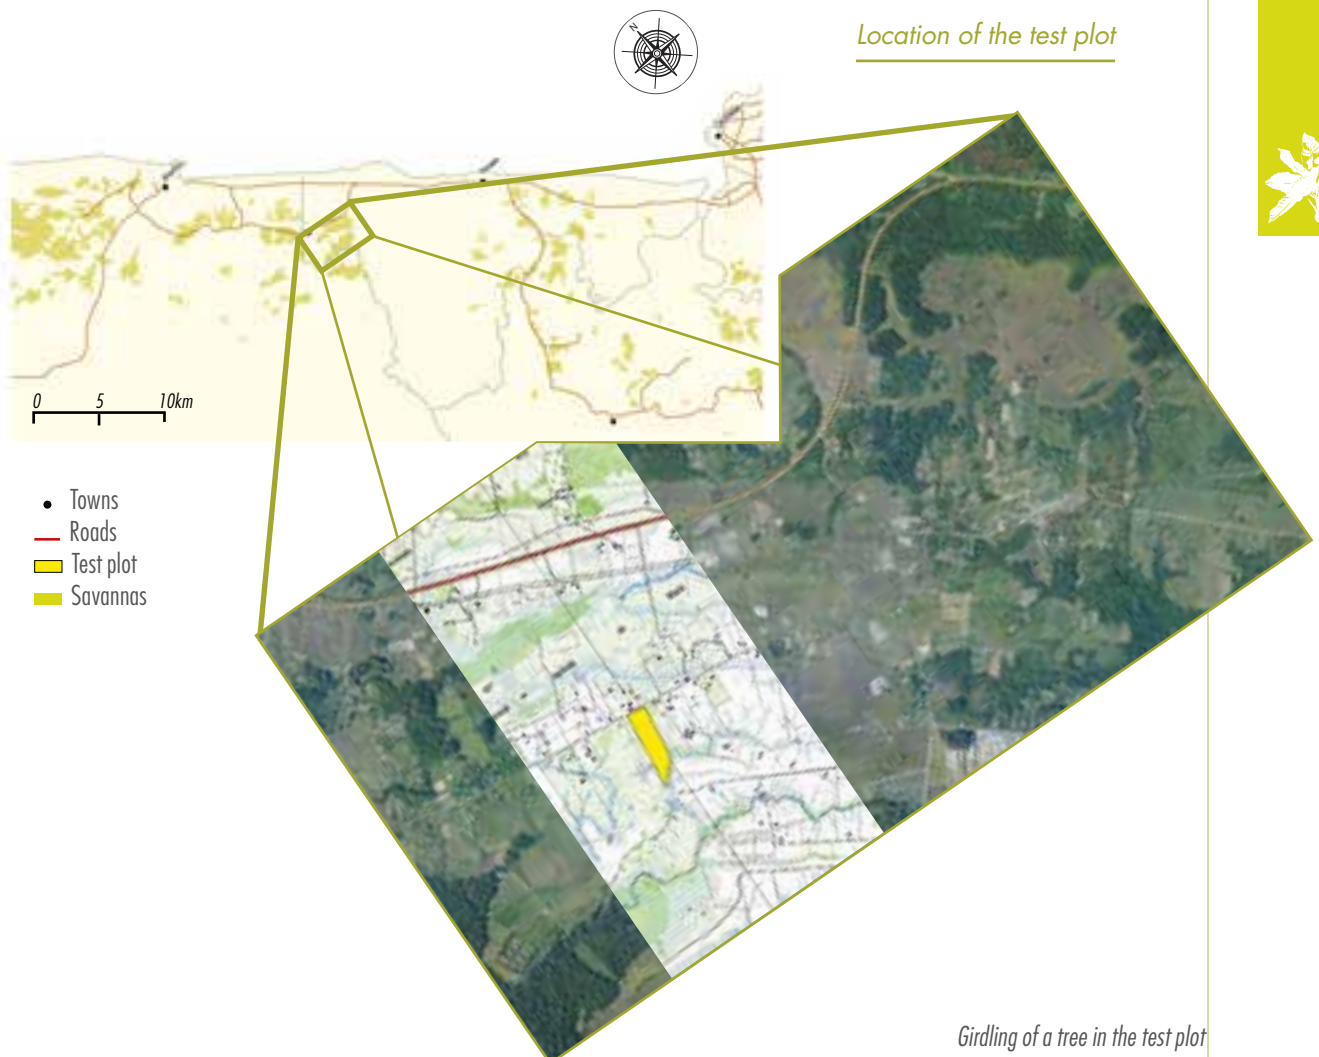 N
Location of the test plot
0 5 10km
Towns
Roads
Test plot
Savannas
Girdling of a tree in the test plot